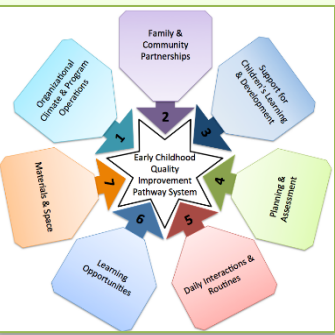 Early Childhood
Quality
Improvement
Pathway System
1
Organizational
Climate & Program
Operations
2
Family &
Community
Partnerships
3
Support for
Children's Learning
& Development
4
Planning &
Assessment
5
Daily Interactions &
Routines
6
Learning
Opportunities
7
Materials & Space